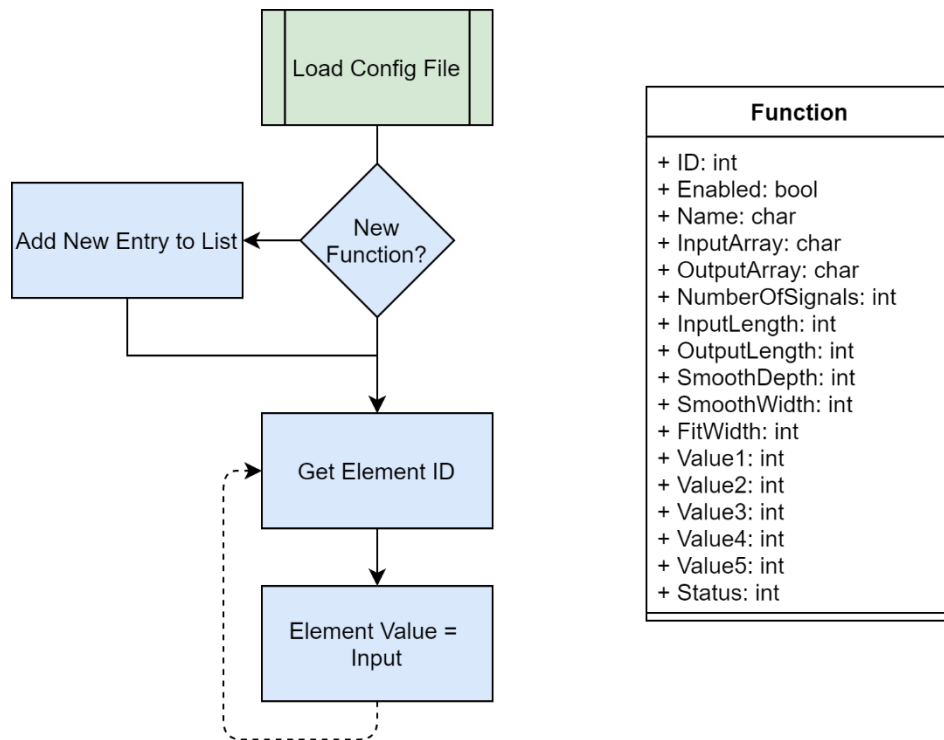 Load Config File
New
Function?
Add New Entry to List
Get Element ID
Element Value =
Input
Function
+ ID: int
+ Enabled: bool
+ Name: char
+ InputArray: char
+ OutputArray: char
+ NumberOfSignals: int
+ InputLength: int
+ OutputLength: int
+ SmoothDepth: int
+ SmoothWidth: int
+ FitWidth: int
+ Value1: int
+ Value2: int
+ Value3: int
+ Value4: int
+ Value5: int
+ Status: int